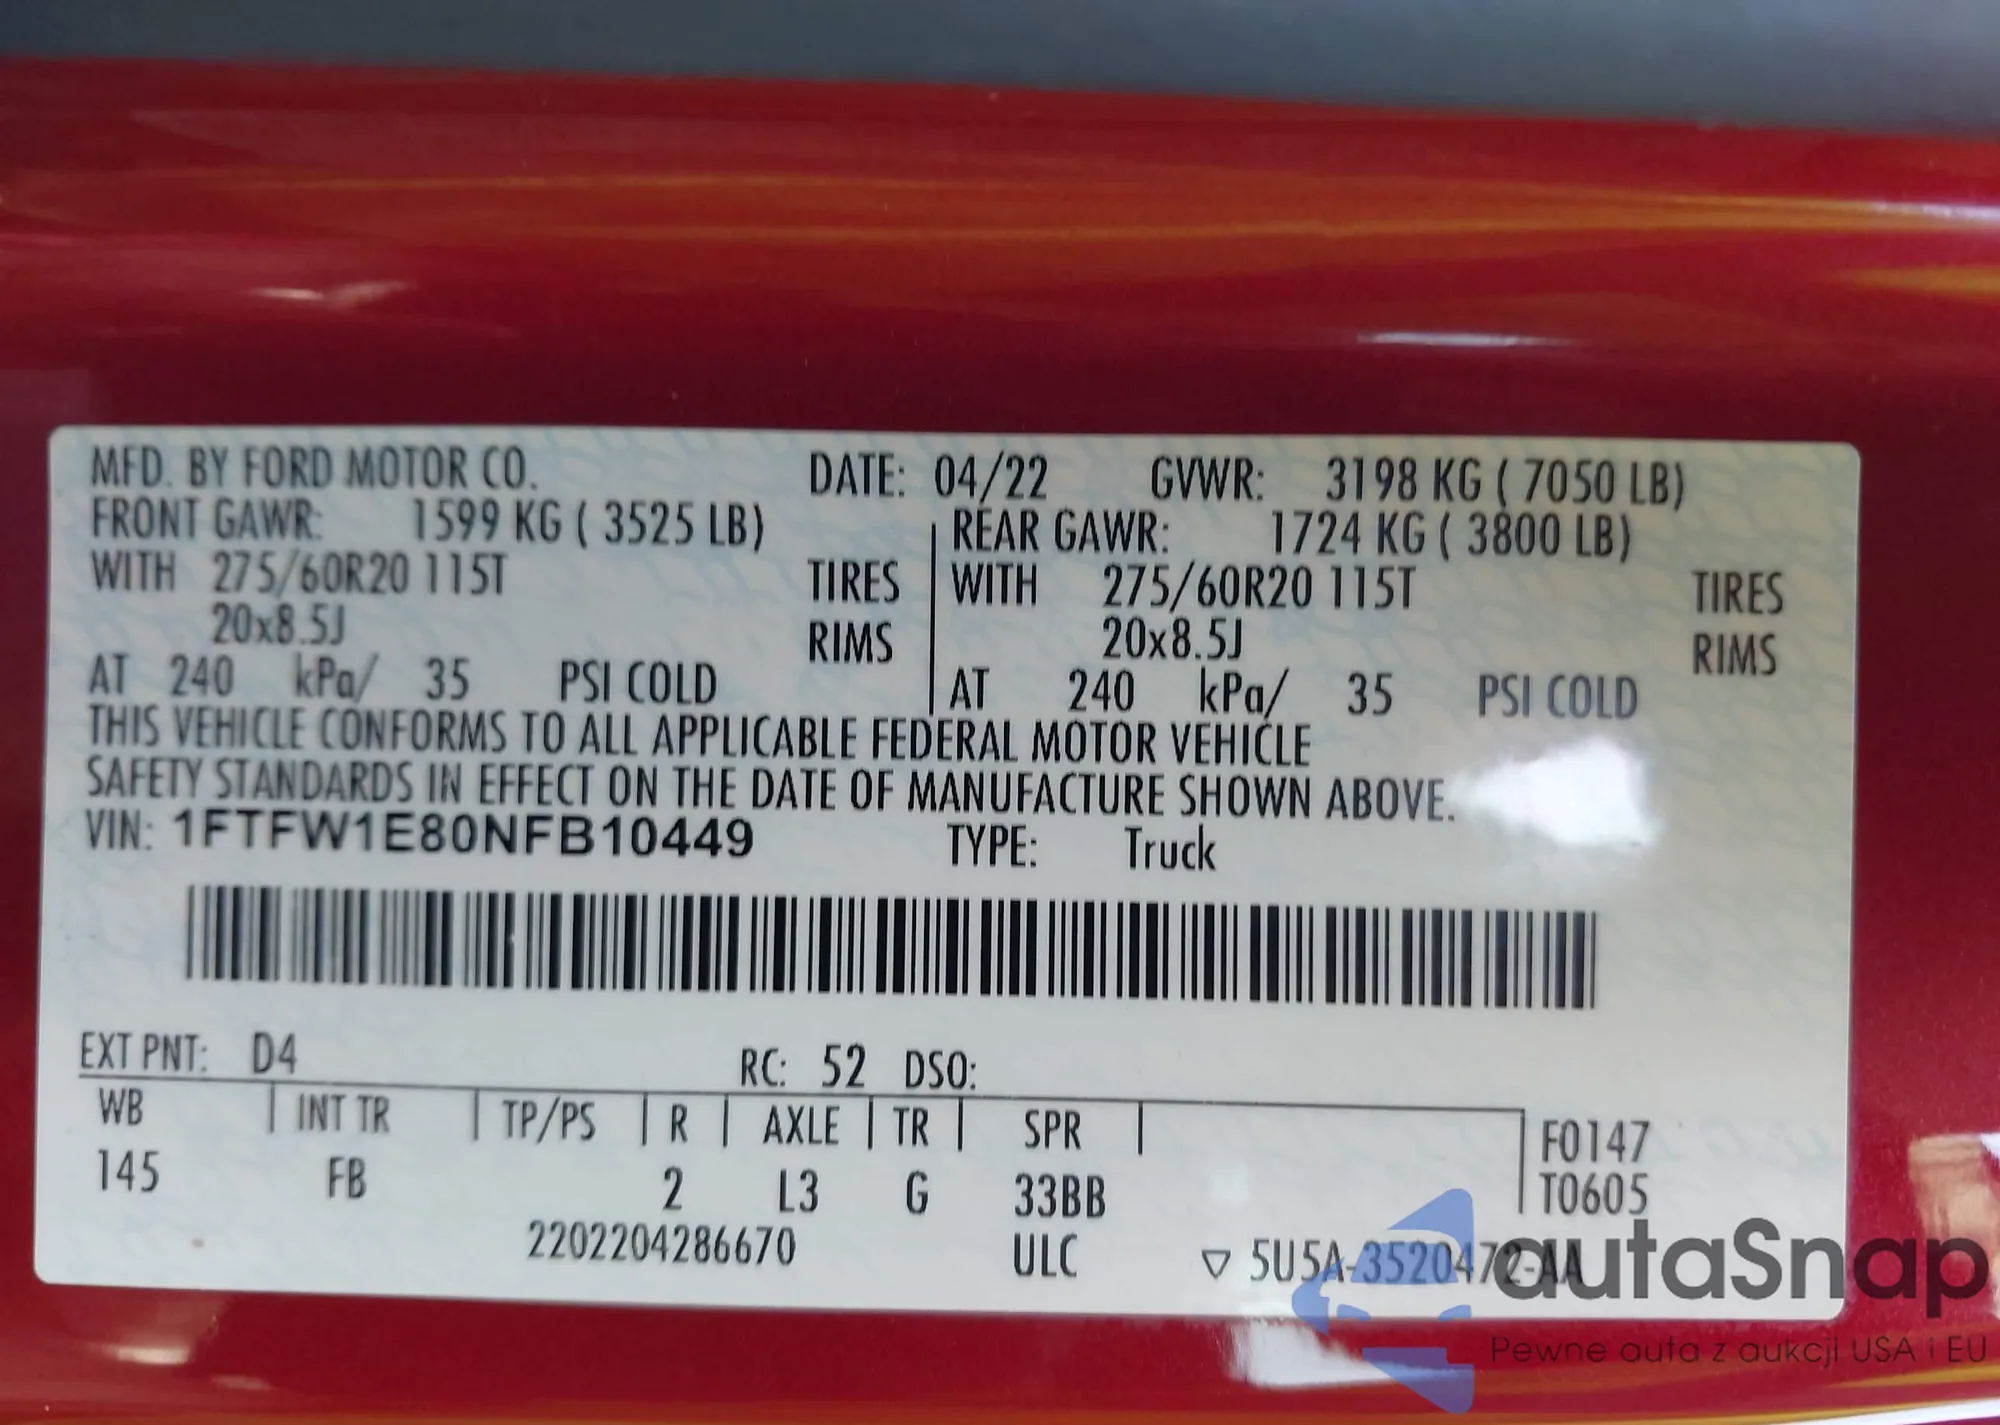 MFD. BY FORD MOTOR CO. DATE: 04/22 GVWR: 3198 KG ( 7050 LB)
FRONT GAWR: 1599 KG ( 3525 LB) REAR GAWR: 1724 KG ( 3800 LB)
WITH 275/60R20 115T TIRES WITH 275/60R20 115T TIRES
20x8.5J RIMS 20x8.5J RIMS
AT 240 kPa/ 35 PSI COLD AT 240 kPa/ 35 PSI COLD
THIS VEHICLE CONFORMS TO ALL APPLICABLE FEDERAL MOTOR VEHICLE
SAFETY STANDARDS IN EFFECT ON THE DATE OF MANUFACTURE SHOWN ABOVE.
VIN: 1FTFW1E80NFB10449 TYPE: Truck
EXT PNT: D4 RC: 52 DSO:
WB INT TR TP/PS R AXLE TR SPR F0147
145 FB 2 L3 G 33BB T0605
2202204286670 ULC ▽ 5U5A-3520472-AA
autaSnap
Pewne auta z aukcji USA i EU